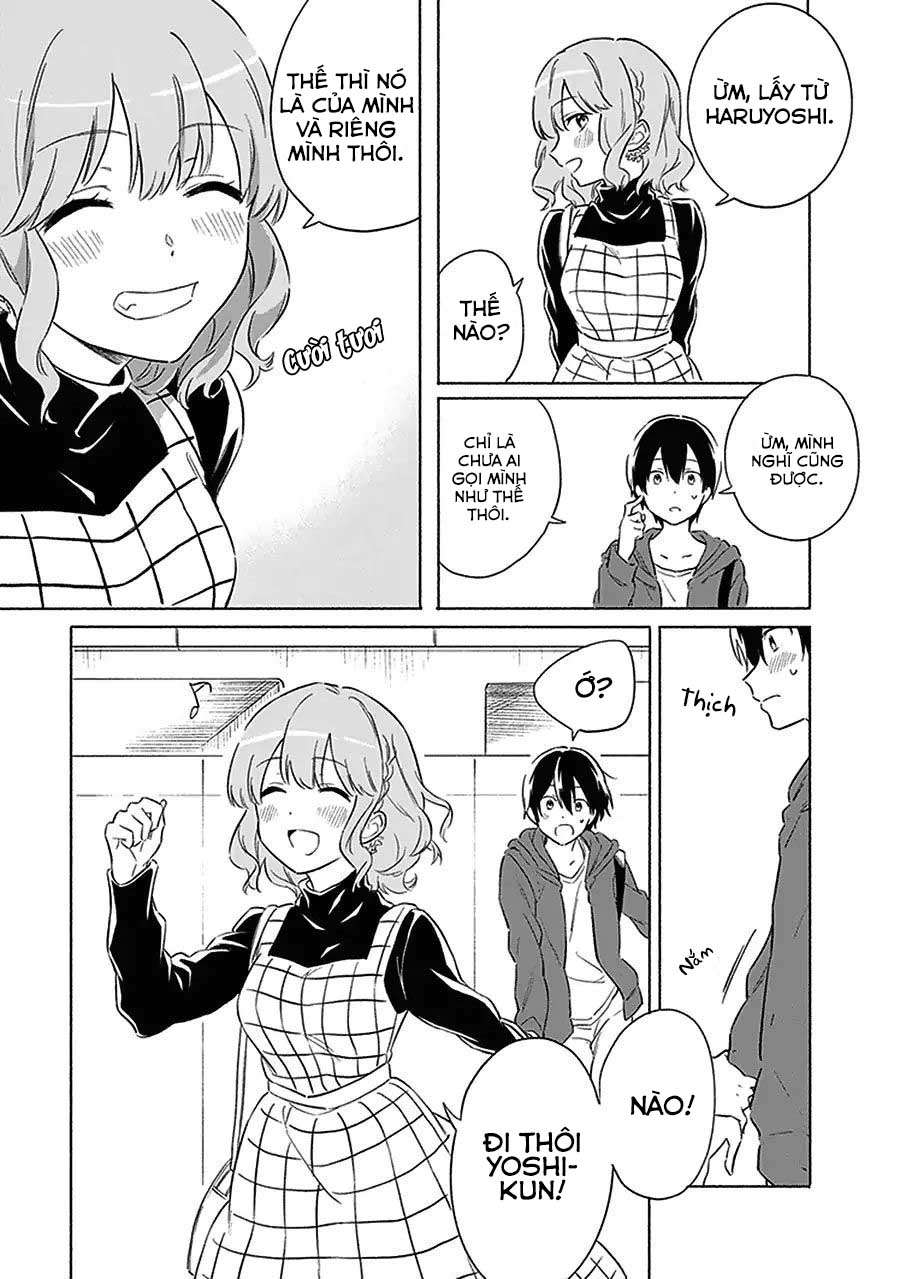 ỪM, LẤY TỪ
HARUYOSHI.
THẾ
NÀO?
ỪM, MÌNH
NGHĨ CŨNG
ĐƯỢC.
CHỈ LÀ
CHƯA AI
GỌI MÌNH
NHƯ THẾ
THÔI.
THẾ THÌ NÓ
LÀ CỦA MÌNH
VÀ RIÊNG
MÌNH THÔI.
Cười tươi
Thịch
Nắm
Ớ?
NÀO!
ĐI THÔI
YOSHI-
KUN!